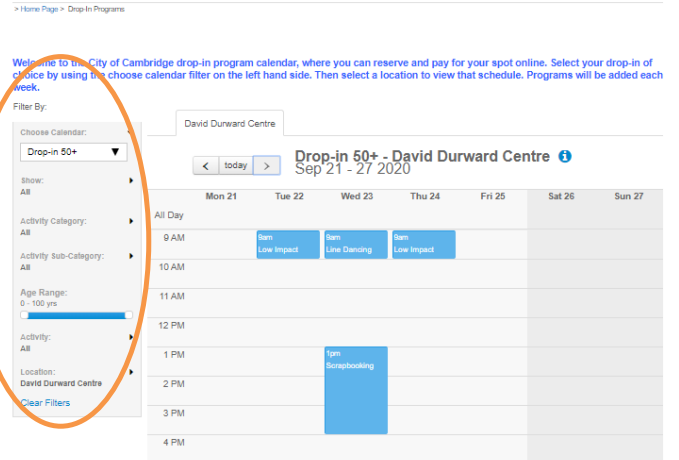 > Home Page > Drop-In Programs
Welcome to the City of Cambridge drop-in program calendar, where you can reserve and pay for your spot online. Select your drop-in of
choice by using the choose calendar filter on the left hand side. Then select a location to view that schedule. Programs will be added each
week.
Filter By:
Choose Calendar:
Drop-in 50+
Show:
All
Activity Category:
All
Activity Sub-Category:
All
Age Range:
0 - 100 yrs
Activity:
All
Location:
David Durward Centre
Clear Filters
David Durward Centre
< today >
Drop-in 50+ - David Durward Centre
Sep 21 - 27 2020
Mon 21 Tue 22 Wed 23 Thu 24 Fri 25 Sat 26 Sun 27
All Day
9 AM
9am
Low Impact
9am
Line Dancing
9am
Low Impact
10 AM
11 AM
12 PM
1 PM
1pm
Scrapbooking
2 PM
3 PM
4 PM